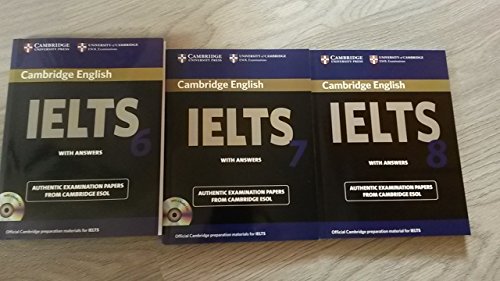 CAMBRIDGE
UNIVERSITY PRESS
UNIVERSITY of CAMBRIDGE
ESOL Examinations
Cambridge English
IELTS 6
WITH ANSWERS
AUTHENTIC EXAMINATION PAPERS
FROM CAMBRIDGE ESOL
Official Cambridge preparation materials for IELTS
CAMBRIDGE
UNIVERSITY PRESS
UNIVERSITY of CAMBRIDGE
ESOL Examinations
Cambridge English
IELTS 7
WITH ANSWERS
AUTHENTIC EXAMINATION PAPERS
FROM CAMBRIDGE ESOL
Official Cambridge preparation materials for IELTS
CAMBRIDGE
UNIVERSITY PRESS
UNIVERSITY of CAMBRIDGE
ESOL Examinations
Cambridge English
IELTS 8
WITH ANSWERS
AUTHENTIC EXAMINATION PAPERS
FROM CAMBRIDGE ESOL
Official Cambridge preparation materials for IELTS